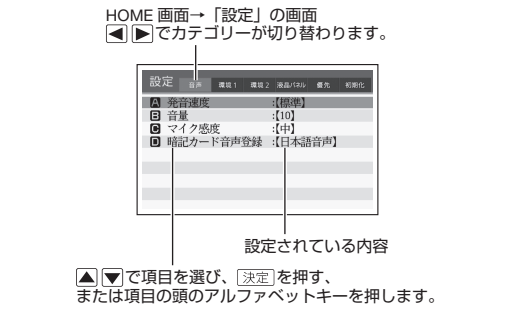 HOME 画面→「設定」の画面
◀ ▶でカテゴリーが切り替わります。
設定 音声 環境1 環境2 液晶パネル 優先 初期化
A 発音速度 :【標準】
B 音量 :【10】
C マイク感度 :【中】
D 暗記カード音声登録 :【日本語音声】
設定されている内容
▲ ▼で項目を選び、決定を押す、
または項目の頭のアルファベットキーを押します。